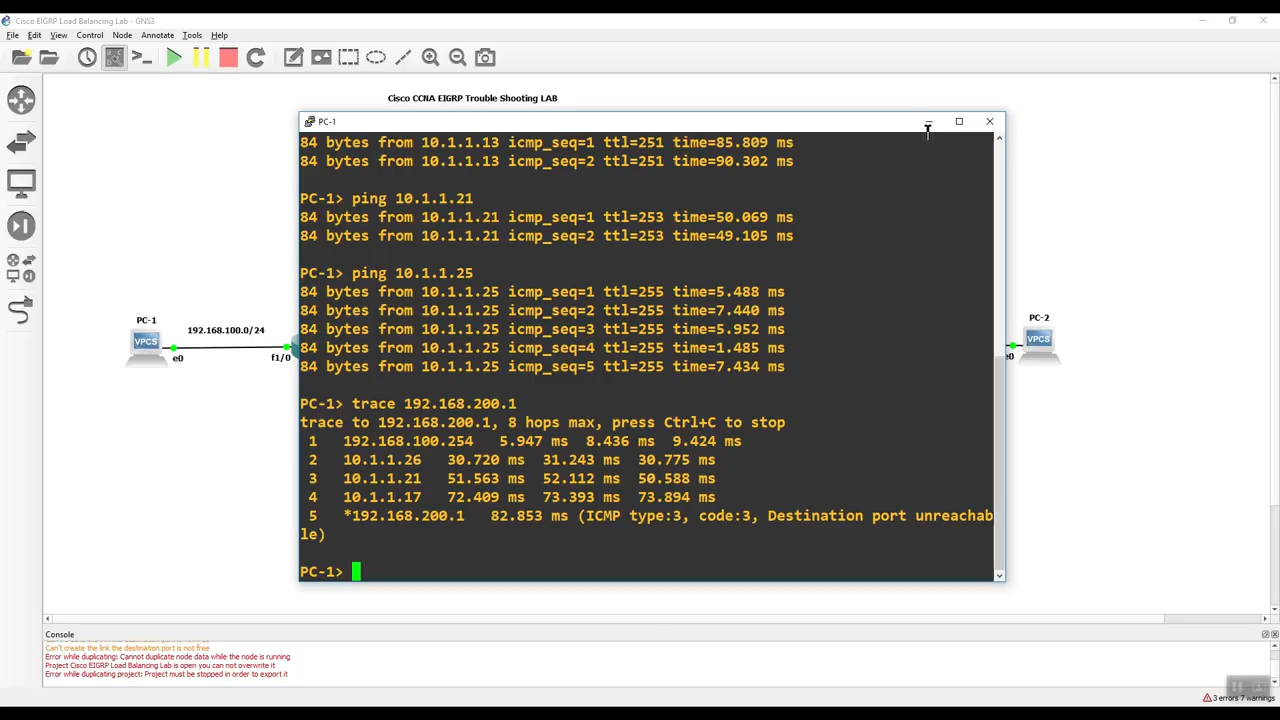 Cisco EIGRP Load Balancing Lab - GNS3
File Edit View Control Node Annotate Tools Help
Cisco CCNA EIGRP Trouble Shooting LAB
PC-1
84 bytes from 10.1.1.13 icmp_seq=1 ttl=251 time=85.809 ms
84 bytes from 10.1.1.13 icmp_seq=2 ttl=251 time=90.302 ms
PC-1> ping 10.1.1.21
84 bytes from 10.1.1.21 icmp_seq=1 ttl=253 time=50.069 ms
84 bytes from 10.1.1.21 icmp_seq=2 ttl=253 time=49.105 ms
PC-1> ping 10.1.1.25
84 bytes from 10.1.1.25 icmp_seq=1 ttl=255 time=5.488 ms
84 bytes from 10.1.1.25 icmp_seq=2 ttl=255 time=7.440 ms
84 bytes from 10.1.1.25 icmp_seq=3 ttl=255 time=5.952 ms
84 bytes from 10.1.1.25 icmp_seq=4 ttl=255 time=1.485 ms
84 bytes from 10.1.1.25 icmp_seq=5 ttl=255 time=7.434 ms
PC-1> trace 192.168.200.1
trace to 192.168.200.1, 8 hops max, press Ctrl+C to stop
1 192.168.100.254 5.947 ms 8.436 ms 9.424 ms
2 10.1.1.26 30.720 ms 31.243 ms 30.775 ms
3 10.1.1.21 51.563 ms 52.112 ms 50.588 ms
4 10.1.1.17 72.409 ms 73.393 ms 73.894 ms
5 *192.168.200.1 82.853 ms (ICMP type:3, code:3, Destination port unreachab
le)
PC-1>
PC-1
192.168.100.0/24
VPCS
e0
f1/0
PC-2
VPCS
e0
Console
Can't create the link the destination port is not free
Error while duplicating: Cannot duplicate node data while the node is running
Project Cisco EIGRP Load Balancing Lab is open you can not overwrite it
Error while duplicating project: Project must be stopped in order to export it
3 errors 7 warnings